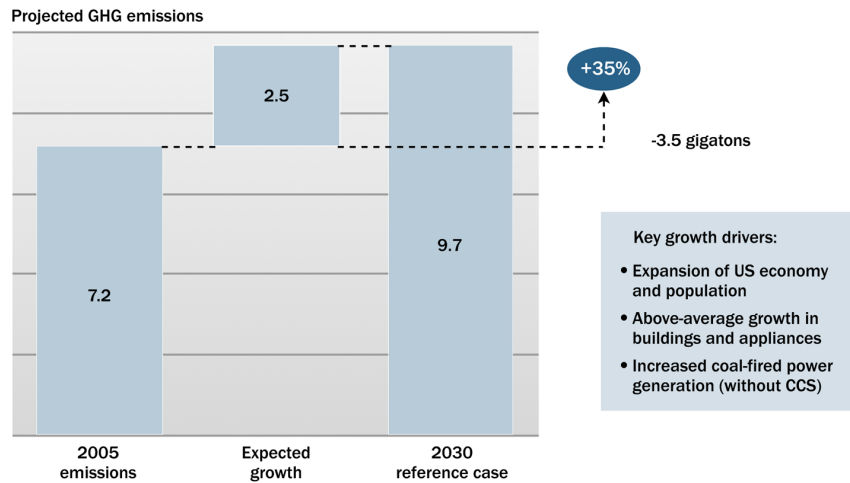 Projected GHG emissions
+35%
2.5
-3.5 gigatons
9.7
7.2
Key growth drivers:
• Expansion of US economy
and population
• Above-average growth in
buildings and appliances
• Increased coal-fired power
generation (without CCS)
2005
emissions
Expected
growth
2030
reference case